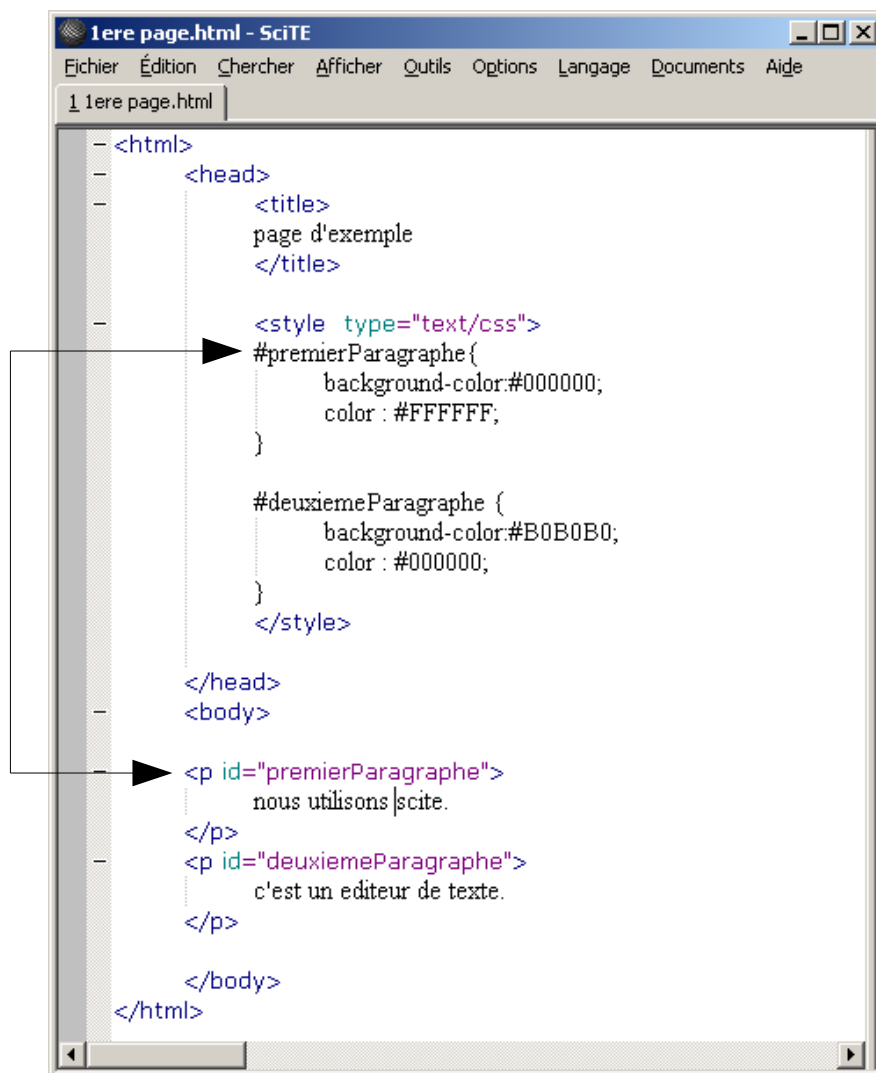 1ere page.html - SciTE
Fichier Édition Chercher Afficher Outils Options Langage Documents Aide
1 1ere page.html
<html>
<head>
<title>
page d'exemple
</title>
<style type="text/css">
#premierParagraphe{
background-color:#000000;
color : #FFFFFF;
}
#deuxiemeParagraphe {
background-color:#B0B0B0;
color : #000000;
}
</style>
</head>
<body>
<p id="premierParagraphe">
nous utilisons scite.
</p>
<p id="deuxiemeParagraphe">
c'est un editeur de texte.
</p>
</body>
</html>